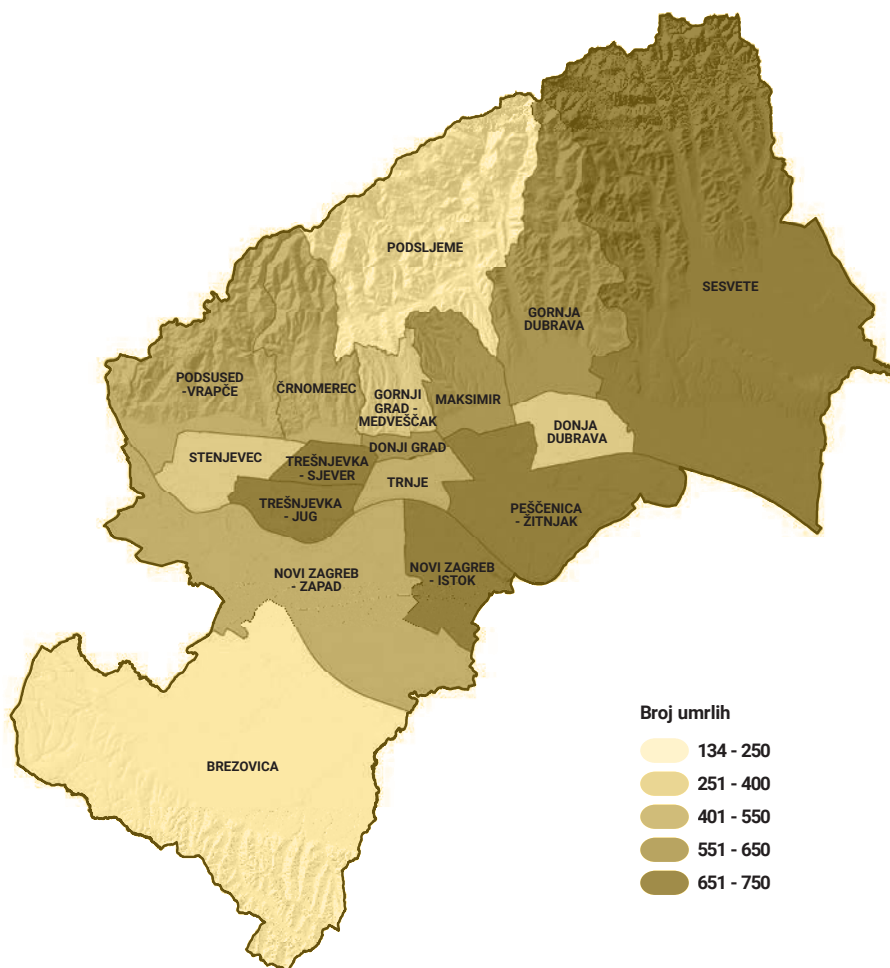 PODSLJEME
SESVETE
GORNJA
DUBRAVA
PODSUSED
-VRAPČE
ČRNOMEREC
GORNJI
GRAD -
MEDVEŠČAK
MAKSIMIR
DONJA
DUBRAVA
STENJEVEC
TREŠNJEVKA
- SJEVER
DONJI GRAD
TRNJE
TREŠNJEVKA
- JUG
PEŠČENICA
- ŽITNJAK
NOVI ZAGREB
- ZAPAD
NOVI ZAGREB
- ISTOK
BREZOVICA
Broj umrlih
134 - 250
251 - 400
401 - 550
551 - 650
651 - 750